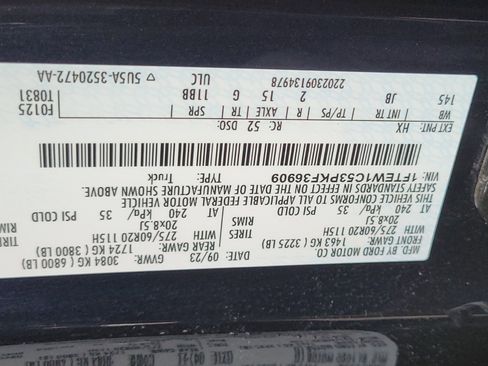 MFD. BY FORD MOTOR CO.
DATE: 09/23 GVWR: 3084 KG ( 6800 LB)
FRONT GAWR: 1463 KG ( 3225 LB) REAR GAWR: 1724 KG ( 3800 LB)
WITH 275/60R20 115H TIRES WITH 275/60R20 115H TIRES
20x8.5J RIMS 20x8.5J RIMS
AT 240 kPa/ 35 PSI COLD AT 240 kPa/ 35 PSI COLD
THIS VEHICLE CONFORMS TO ALL APPLICABLE FEDERAL MOTOR VEHICLE
SAFETY STANDARDS IN EFFECT ON THE DATE OF MANUFACTURE SHOWN ABOVE.
VIN: 1FTEW1C53PKF36909 TYPE: Truck
EXT PNT: HX RC: 52 DSO: F0125
WB INT TR TP/PS R AXLE TR SPR T0831
145 JB 2 15 G 11BB
ULC
2202309134978 5U5A-3520472-AA